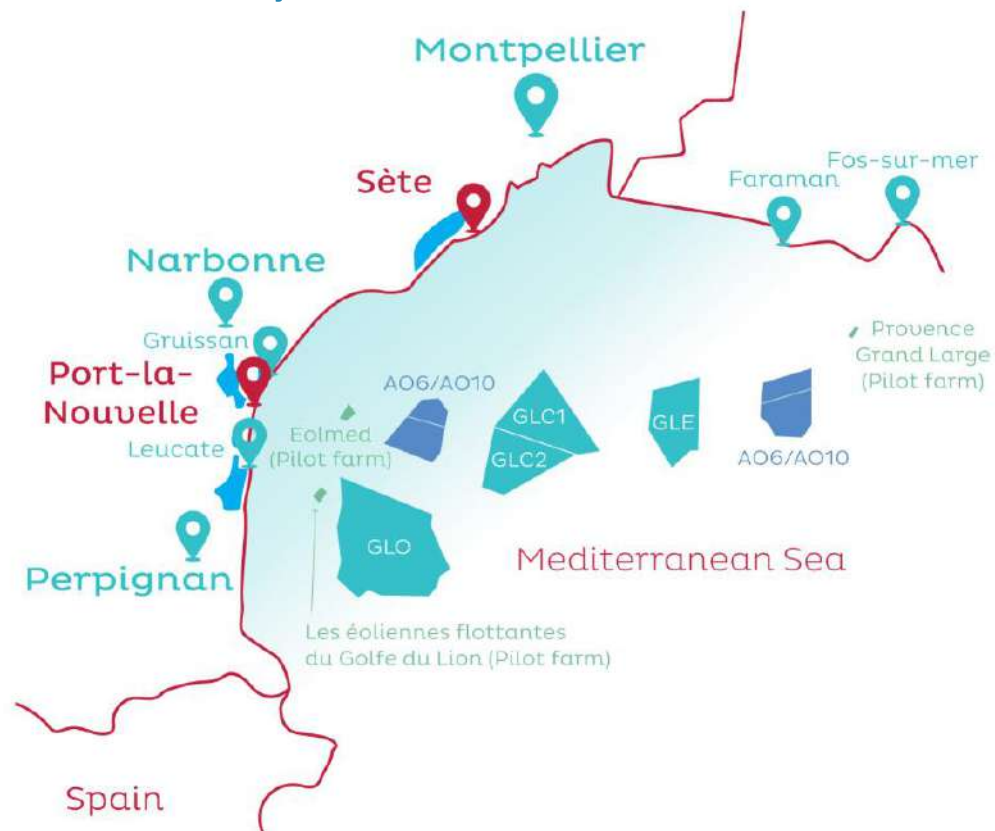 Montpellier
Sète
Fos-sur-mer
Faraman
Narbonne
Gruissan
Port-la-
Nouvelle
Leucate
Perpignan
Provence
Grand Large
(Pilot farm)
AO6/AO10
Eolmed
(Pilot farm)
GLC1
GLC2
GLE
AO6/AO10
GLO
Mediterranean Sea
Les éoliennes flottantes
du Golfe du Lion (Pilot farm)
Spain